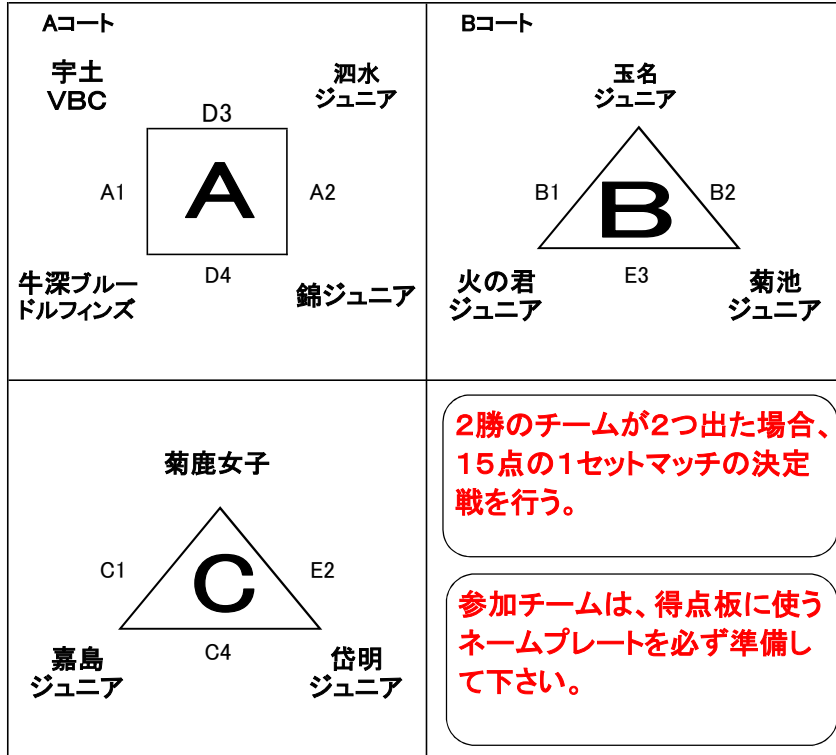 Aコート
宇土
VBC
泗水
ジュニア
D3
A1
A
A2
D4
牛深ブルー
ドルフィンズ
錦ジュニア
Bコート
玉名
ジュニア
B1
B
B2
E3
火の君
ジュニア
菊池
ジュニア
菊鹿女子
C1
C
E2
C4
嘉島
ジュニア
岱明
ジュニア
2勝のチームが2つ出た場合、
15点の1セットマッチの決定
戦を行う。
参加チームは、得点板に使う
ネームプレートを必ず準備し
て下さい。